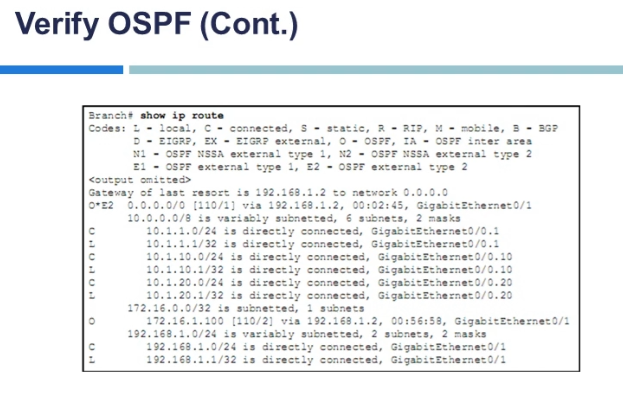 Verify OSPF (Cont.)
Branch# show ip route
Codes: L - local, C - connected, S - static, R - RIP, M - mobile, B - BGP
D - EIGRP, EX - EIGRP external, O - OSPF, IA - OSPF inter area
N1 - OSPF NSSA external type 1, N2 - OSPF NSSA external type 2
E1 - OSPF external type 1, E2 - OSPF external type 2
<output omitted>
Gateway of last resort is 192.168.1.2 to network 0.0.0.0
O*E2 0.0.0.0/0 [110/1] via 192.168.1.2, 00:02:45, GigabitEthernet0/1
10.0.0.0/8 is variably subnetted, 6 subnets, 2 masks
C 10.1.1.0/24 is directly connected, GigabitEthernet0/0.1
L 10.1.1.1/32 is directly connected, GigabitEthernet0/0.1
C 10.1.10.0/24 is directly connected, GigabitEthernet0/0.10
L 10.1.10.1/32 is directly connected, GigabitEthernet0/0.10
C 10.1.20.0/24 is directly connected, GigabitEthernet0/0.20
L 10.1.20.1/32 is directly connected, GigabitEthernet0/0.20
172.16.0.0/32 is subnetted, 1 subnets
O 172.16.1.100 [110/2] via 192.168.1.2, 00:56:58, GigabitEthernet0/1
192.168.1.0/24 is variably subnetted, 2 subnets, 2 masks
C 192.168.1.0/24 is directly connected, GigabitEthernet0/1
L 192.168.1.1/32 is directly connected, GigabitEthernet0/1